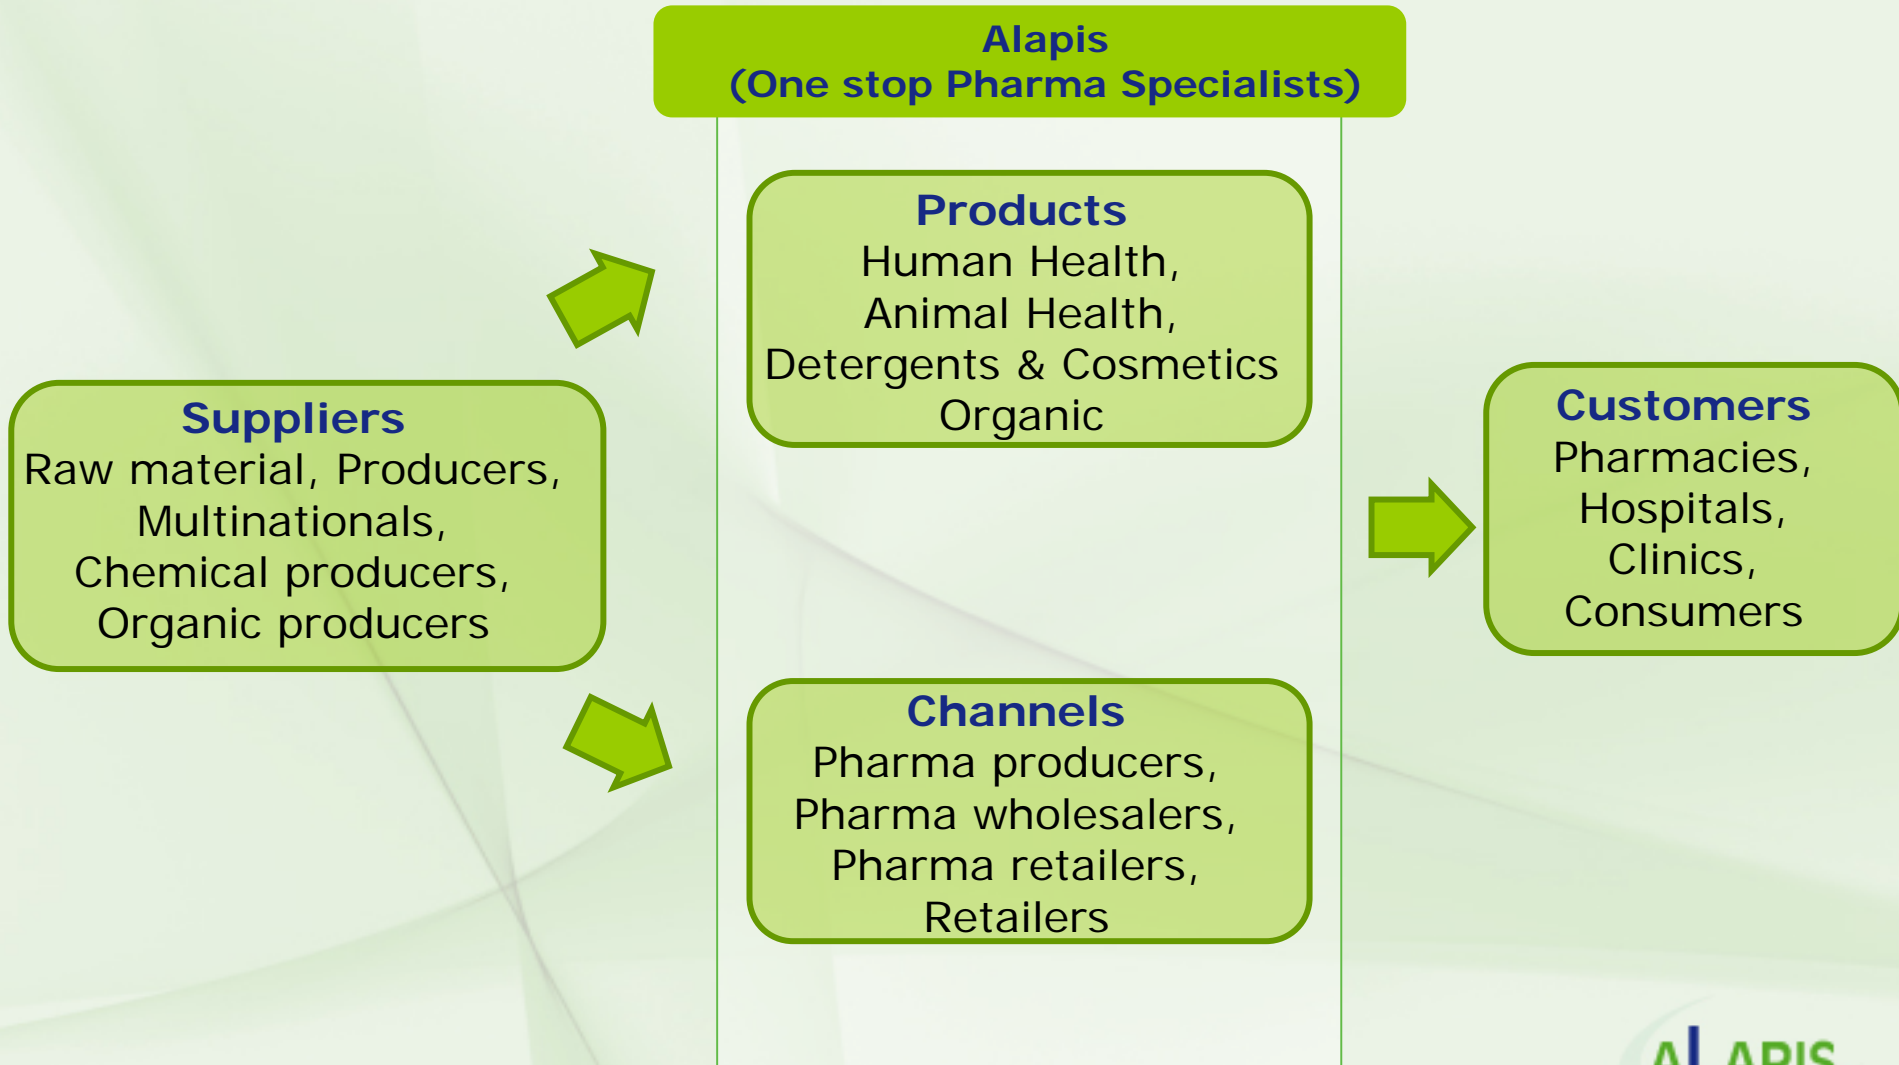 Alapis
(One stop Pharma Specialists)
Products
Human Health,
Animal Health,
Detergents & Cosmetics
Organic
Suppliers
Raw material, Producers,
Multinationals,
Chemical producers,
Organic producers
Customers
Pharmacies,
Hospitals,
Clinics,
Consumers
Channels
Pharma producers,
Pharma wholesalers,
Pharma retailers,
Retailers
ALAPIS